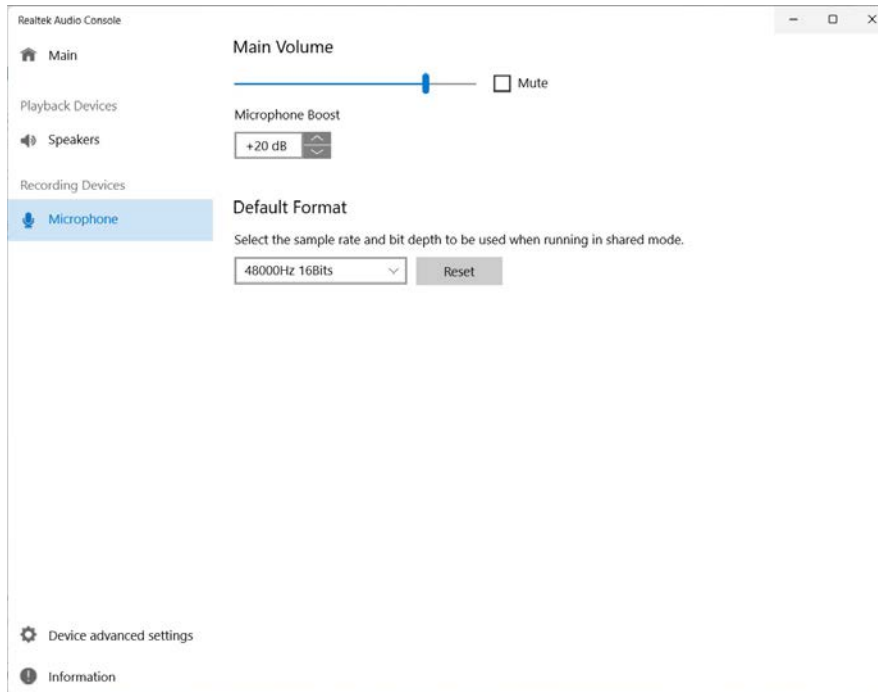 Realtek Audio Console
Main
Playback Devices
Speakers
Recording Devices
Microphone
Main Volume
Mute
Microphone Boost
+20 dB
Default Format
Select the sample rate and bit depth to be used when running in shared mode.
48000Hz 16Bits
Reset
Device advanced settings
Information